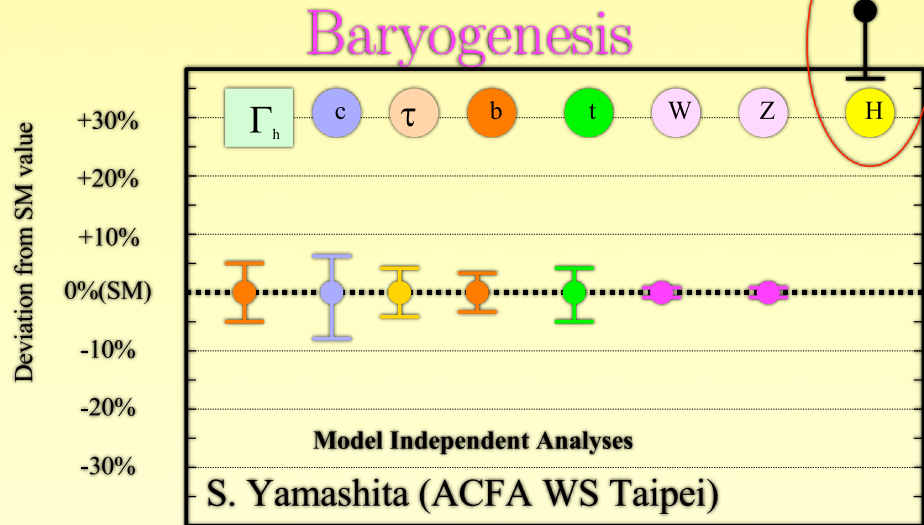 Baryogenesis
Γh c τ b t W Z H
Deviation from SM value
+30%
+20%
+10%
0%(SM)
-10%
-20%
-30%
Model Independent Analyses
S. Yamashita (ACFA WS Taipei)